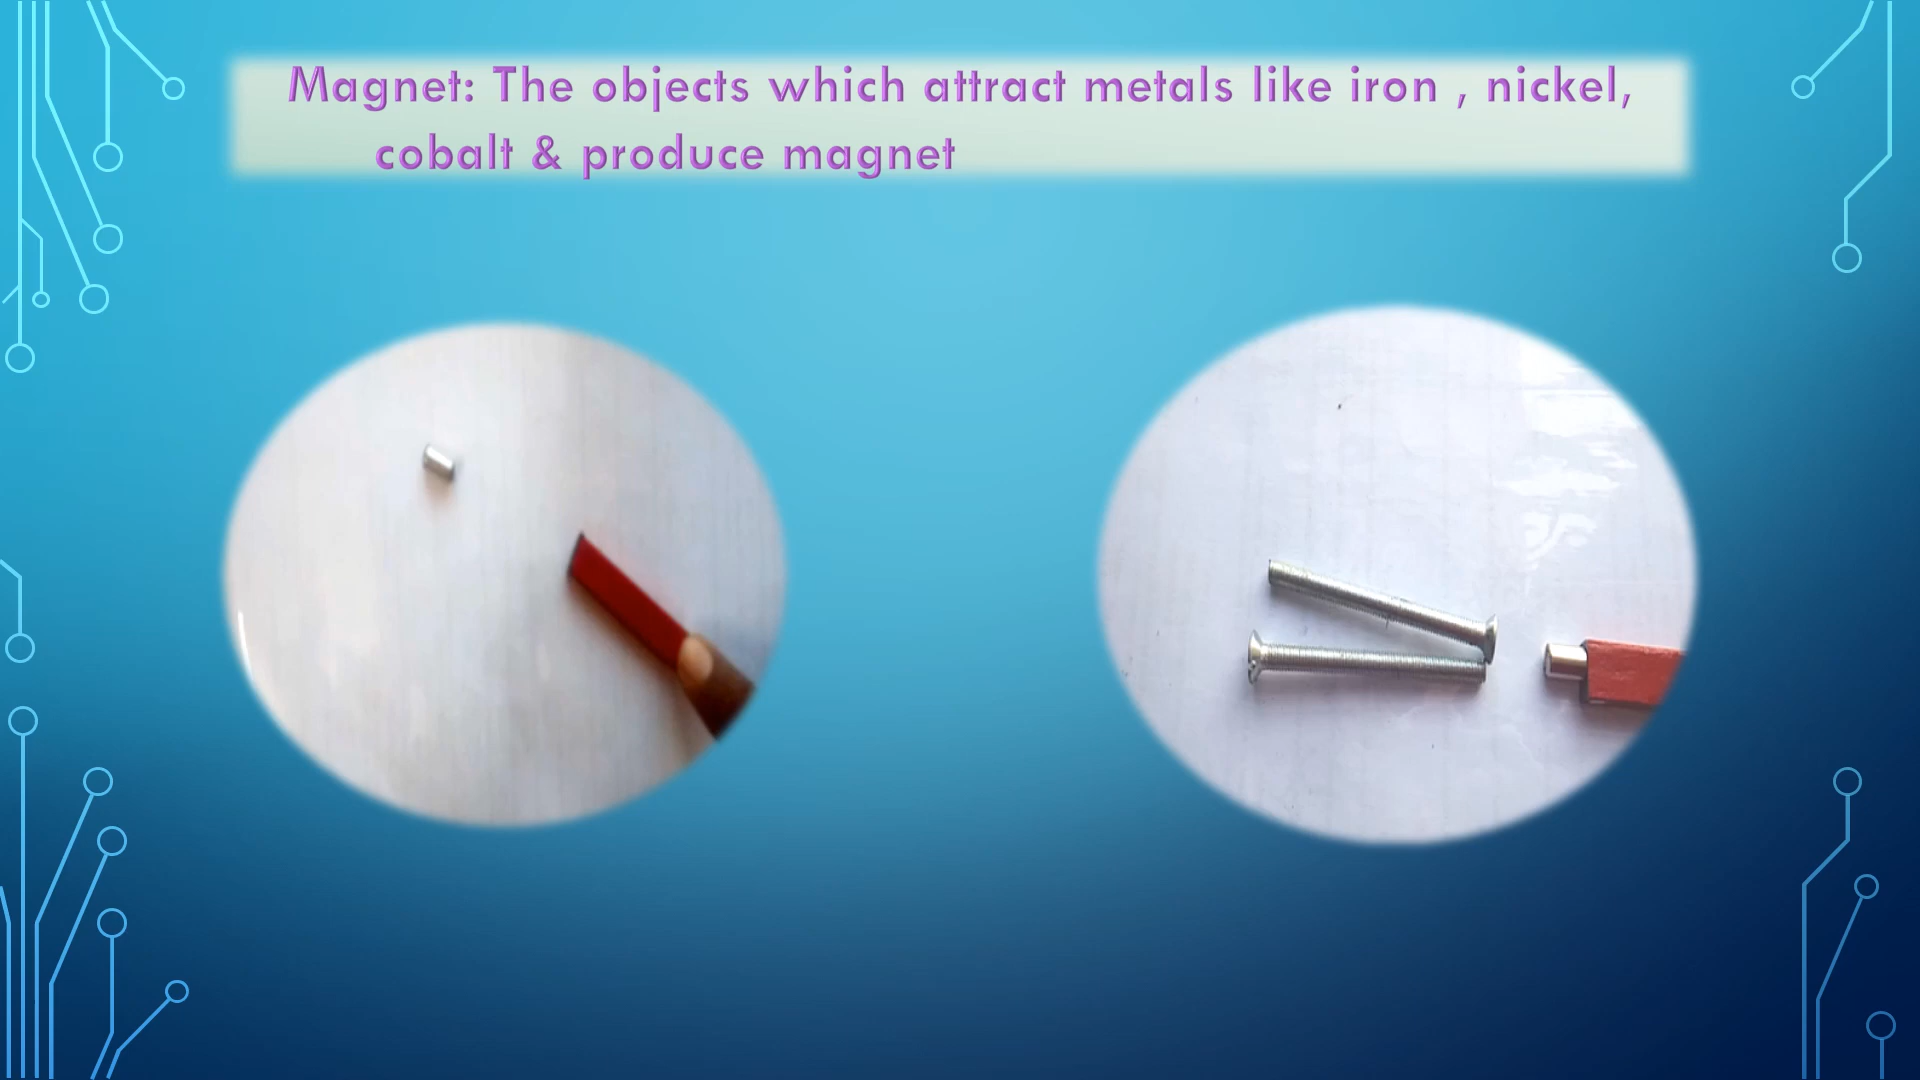 Magnet: The objects which attract metals like iron , nickel,
cobalt & produce magnet